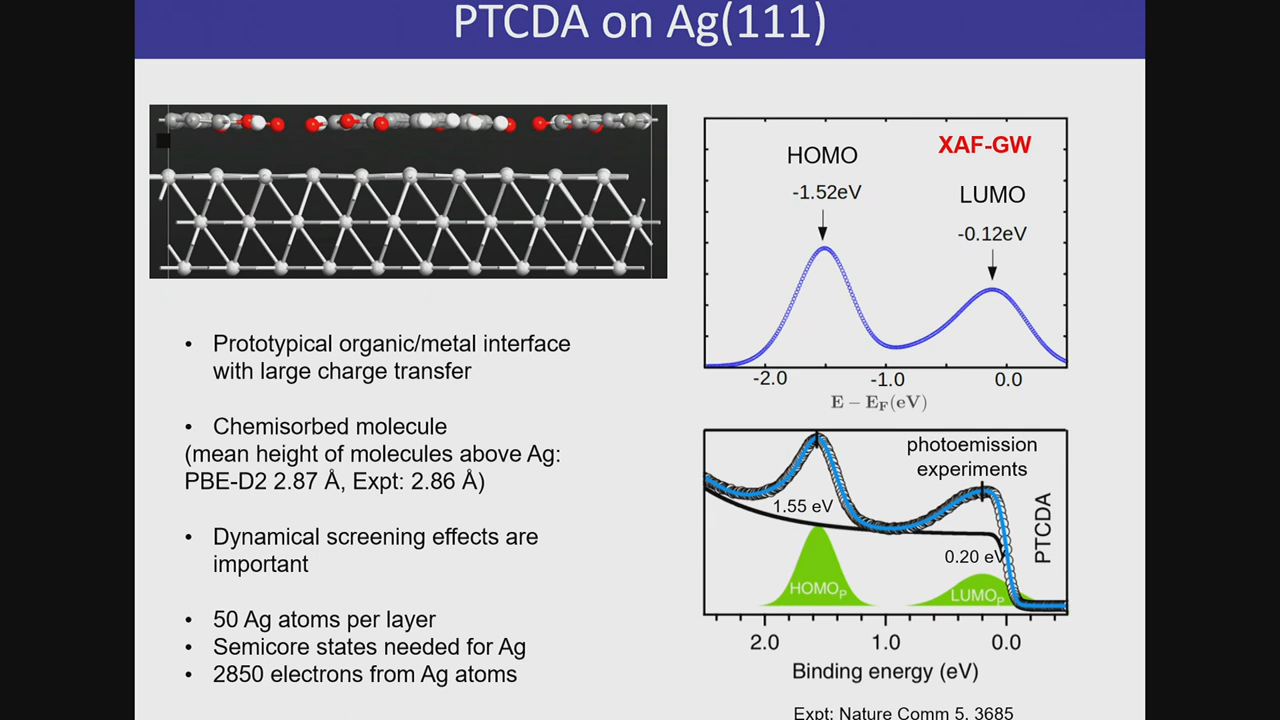 PTCDA on Ag(111)
• Prototypical organic/metal interface
with large charge transfer
• Chemisorbed molecule
(mean height of molecules above Ag:
PBE-D2 2.87 Å, Expt: 2.86 Å)
• Dynamical screening effects are
important
• 50 Ag atoms per layer
• Semicore states needed for Ag
• 2850 electrons from Ag atoms
XAF-GW
HOMO
-1.52eV
LUMO
-0.12eV
-2.0 -1.0 0.0
E − E_F(eV)
photoemission
experiments
1.55 eV
0.20 eV
PTCDA
HOMO_P
LUMO_P
2.0 1.0 0.0
Binding energy (eV)
Expt: Nature Comm 5, 3685